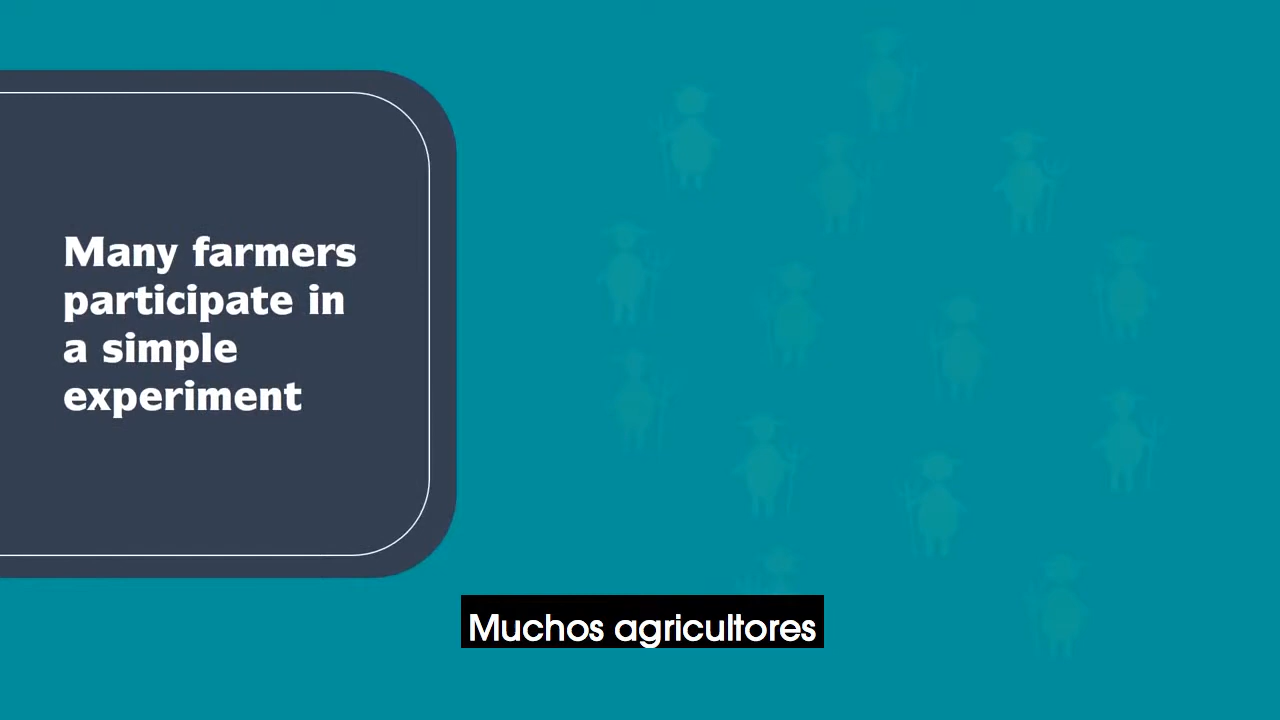 Many farmers
participate in
a simple
experiment
Muchos agricultores